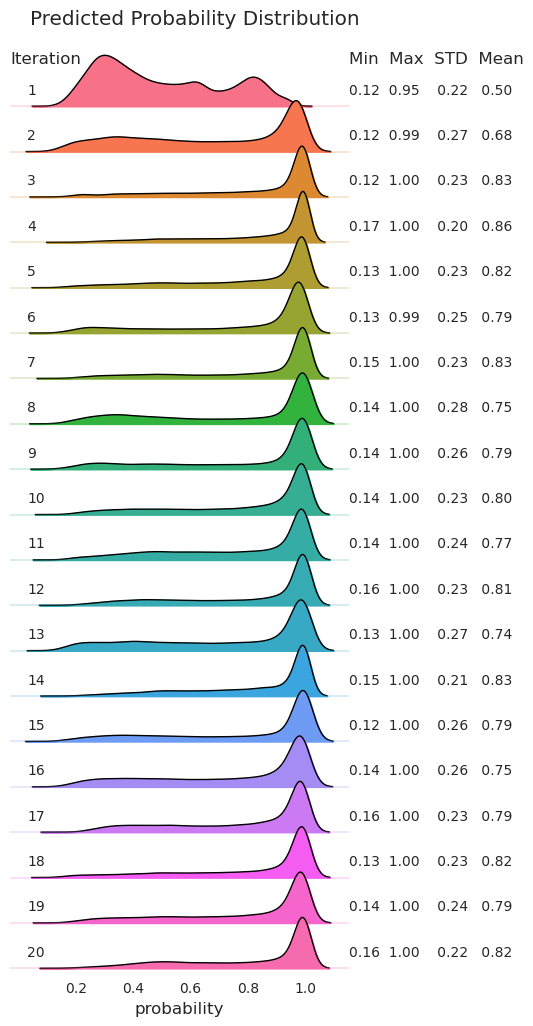 Predicted Probability Distribution
Iteration Min Max STD Mean
1 0.12 0.95 0.22 0.50
2 0.12 0.99 0.27 0.68
3 0.12 1.00 0.23 0.83
4 0.17 1.00 0.20 0.86
5 0.13 1.00 0.23 0.82
6 0.13 0.99 0.25 0.79
7 0.15 1.00 0.23 0.83
8 0.14 1.00 0.28 0.75
9 0.14 1.00 0.26 0.79
10 0.14 1.00 0.23 0.80
11 0.14 1.00 0.24 0.77
12 0.16 1.00 0.23 0.81
13 0.13 1.00 0.27 0.74
14 0.15 1.00 0.21 0.83
15 0.12 1.00 0.26 0.79
16 0.14 1.00 0.26 0.75
17 0.16 1.00 0.23 0.79
18 0.13 1.00 0.23 0.82
19 0.14 1.00 0.24 0.79
20 0.16 1.00 0.22 0.82
0.2 0.4 0.6 0.8 1.0
probability